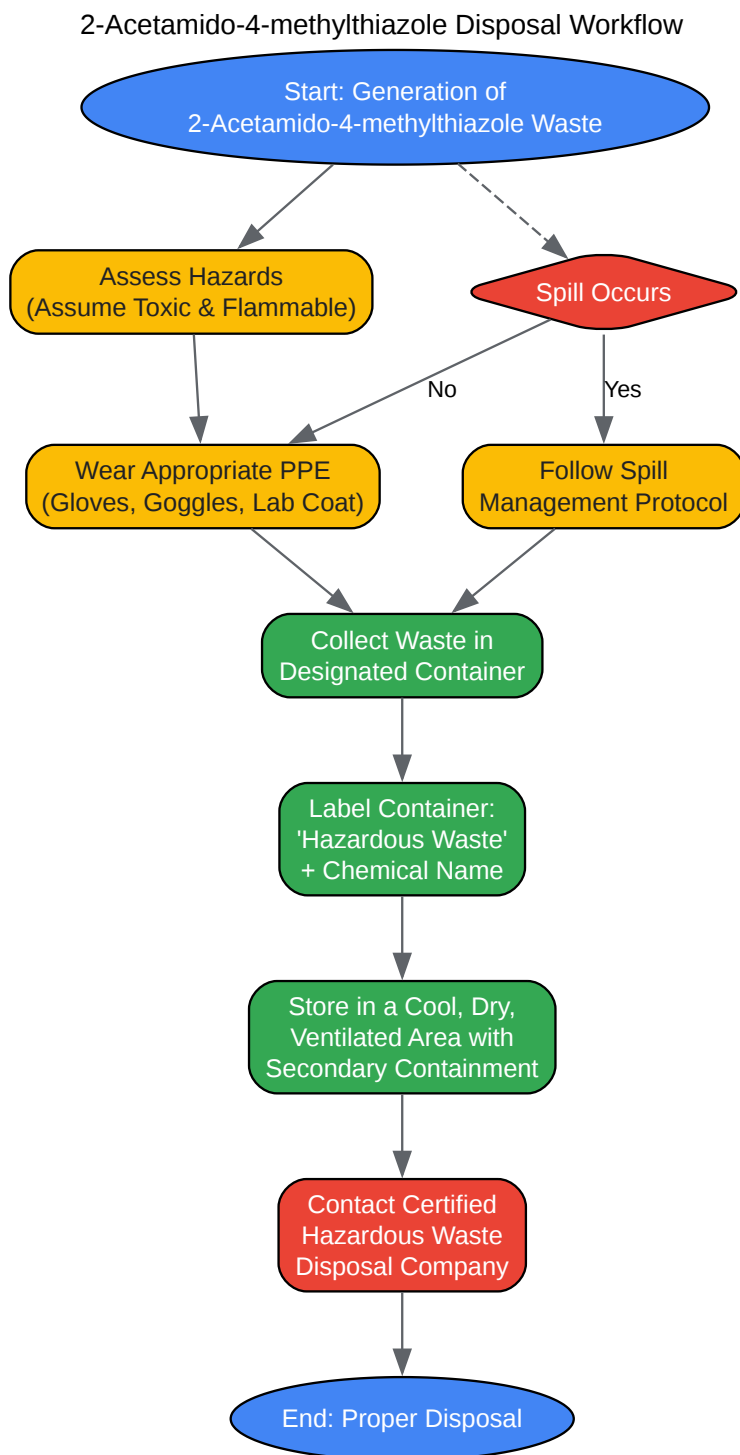 2-Acetamido-4-methylthiazole Disposal Workflow
Start: Generation of
2-Acetamido-4-methylthiazole Waste
Assess Hazards
(Assume Toxic & Flammable)
Spill Occurs
No
Yes
Wear Appropriate PPE
(Gloves, Goggles, Lab Coat)
Follow Spill
Management Protocol
Collect Waste in
Designated Container
Label Container:
'Hazardous Waste'
+ Chemical Name
Store in a Cool, Dry,
Ventilated Area with
Secondary Containment
Contact Certified
Hazardous Waste
Disposal Company
End: Proper Disposal